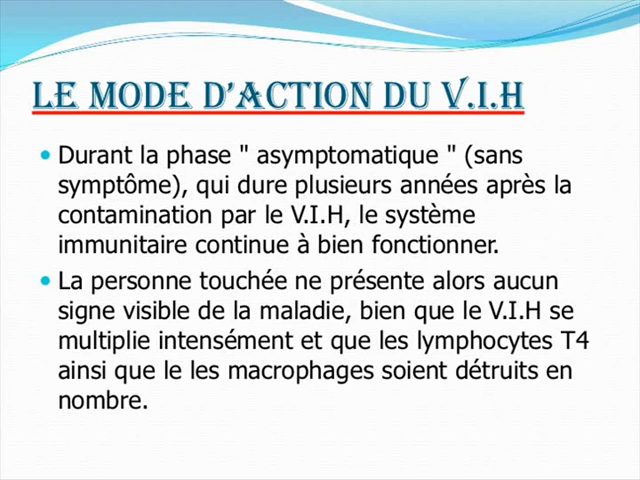 LE MODE D'ACTION DU V.I.H
Durant la phase " asymptomatique " (sans
symptôme), qui dure plusieurs années après la
contamination par le V.I.H, le système
immunitaire continue à bien fonctionner.
La personne touchée ne présente alors aucun
signe visible de la maladie, bien que le V.I.H se
multiplie intensément et que les lymphocytes T4
ainsi que le les macrophages soient détruits en
nombre.